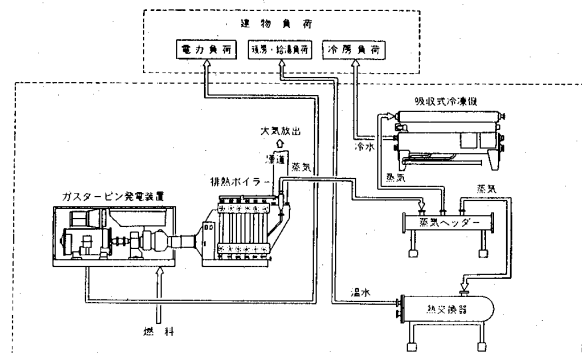 建物負荷
電力負荷
暖房・給湯負荷
冷房負荷
吸収式冷凍機
大気放出
煙道
蒸気
冷水
排熱ボイラー
蒸気
蒸気
ガスタービン発電装置
蒸気ヘッダー
温水
熱交換器
燃料